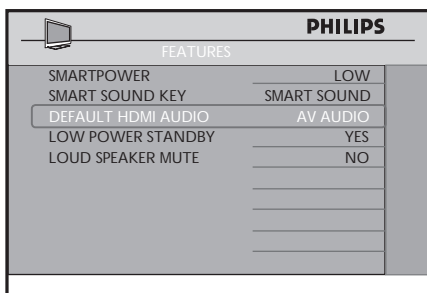 PHILIPS
FEATURES
SMARTPOWER LOW
SMART SOUND KEY SMART SOUND
DEFAULT HDMI AUDIO AV AUDIO
LOW POWER STANDBY YES
LOUD SPEAKER MUTE NO